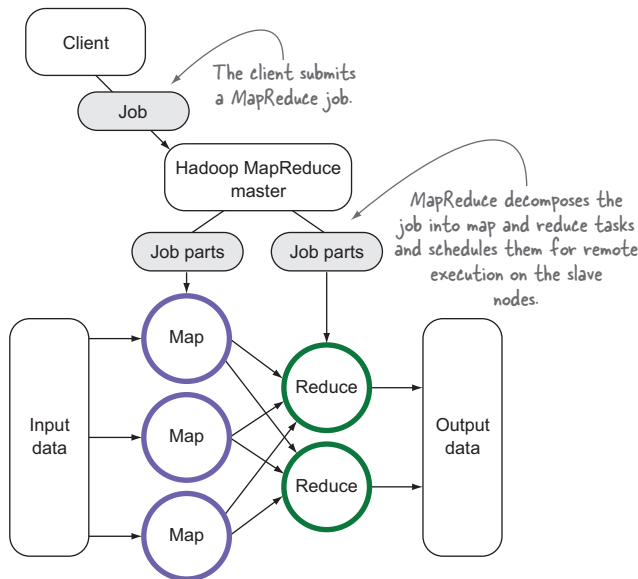 Client
The client submits
a MapReduce job.
Job
Hadoop MapReduce
master
MapReduce decomposes the
job into map and reduce tasks
and schedules them for remote
execution on the slave
nodes.
Job parts
Job parts
Map
Reduce
Input
data
Map
Output
data
Reduce
Map